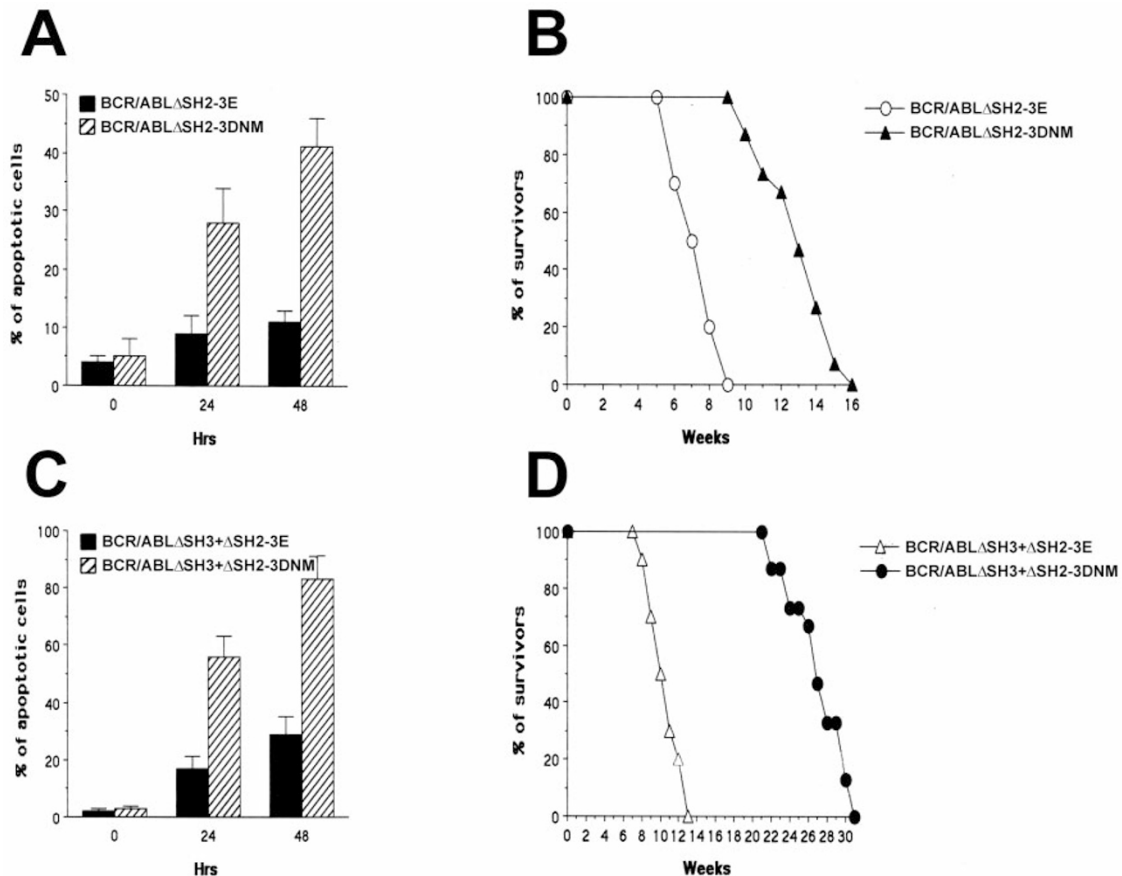 A
BCR/ABLΔSH2-3E
BCR/ABLΔSH2-3DNM
% of apoptotic cells
50
40
30
20
10
0
0 24 48
Hrs
B
BCR/ABLΔSH2-3E
BCR/ABLΔSH2-3DNM
% of survivors
100
80
60
40
20
0
0 2 4 6 8 10 12 14 16
Weeks
C
BCR/ABLΔSH3+ΔSH2-3E
BCR/ABLΔSH3+ΔSH2-3DNM
% of apoptotic cells
100
80
60
40
20
0
0 24 48
Hrs
D
BCR/ABLΔSH3+ΔSH2-3E
BCR/ABLΔSH3+ΔSH2-3DNM
% of survivors
100
80
60
40
20
0
0 2 4 6 8 10 12 14 16 18 20 22 24 26 28 30
Weeks